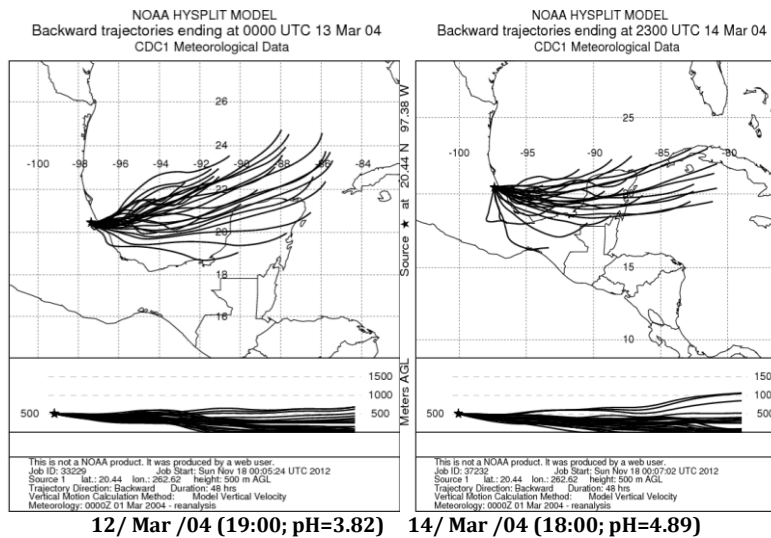 NOAA HYSPLIT MODEL
Backward trajectories ending at 0000 UTC 13 Mar 04
CDC1 Meteorological Data
26
24
-100 -98 -96 -94 -92 -90 -88 -86 -84
22
20
18
16
1500
1000
500 500
This is not a NOAA product. It was produced by a web user.
Job ID: 33229 Job Start: Sun Nov 18 00:05:24 UTC 2012
Source 1 lat.: 20.44 lon.: 262.62 height: 500 m AGL
Trajectory Direction: Backward Duration: 48 hrs
Vertical Motion Calculation Method: Model Vertical Velocity
Meteorology: 0000Z 01 Mar 2004 - reanalysis
12/ Mar /04 (19:00; pH=3.82)
NOAA HYSPLIT MODEL
Backward trajectories ending at 2300 UTC 14 Mar 04
CDC1 Meteorological Data
Source ★ at 20.44 N 97.38 W
25
-100 -95 -90 -85 -80
15
10
Meters AGL
1500
1000
500 500
This is not a NOAA product. It was produced by a web user.
Job ID: 37232 Job Start: Sun Nov 18 00:07:02 UTC 2012
Source 1 lat.: 20.44 lon.: 262.62 height: 500 m AGL
Trajectory Direction: Backward Duration: 48 hrs
Vertical Motion Calculation Method: Model Vertical Velocity
Meteorology: 0000Z 01 Mar 2004 - reanalysis
14/ Mar /04 (18:00; pH=4.89)